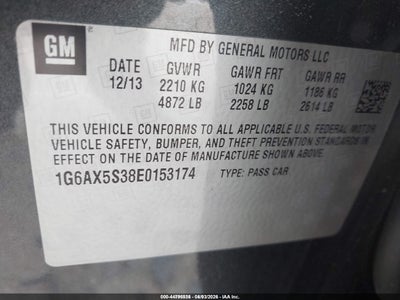 GM
MFD BY GENERAL MOTORS LLC
DATE GVWR GAWR FRT GAWR RR
12/13 2210 KG 1024 KG 1186 KG
4872 LB 2258 LB 2614 LB
THIS VEHICLE CONFORMS TO ALL APPLICABLE U.S. FEDERAL MOTOR
VEHICLE SAFETY, BUMPER, AND THEFT PREVENTION STANDARDS
IN EFFECT ON THE DATE OF MANUFACTURE SHOWN ABOVE.
1G6AX5S38E0153174 TYPE: PASS CAR